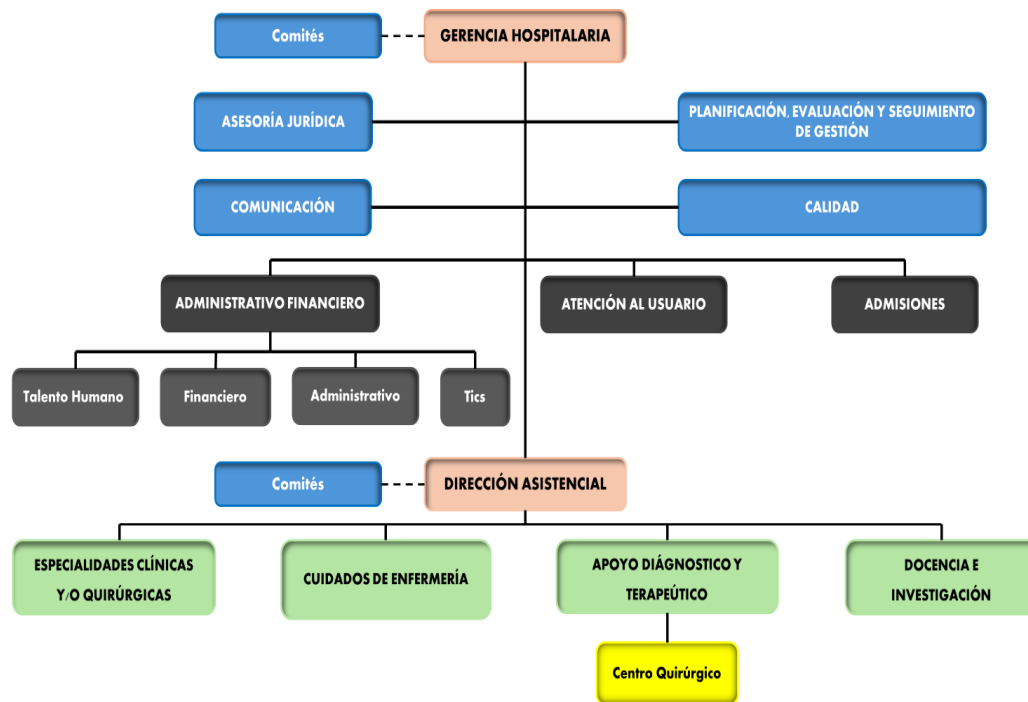 Comités
GERENCIA HOSPITALARIA
ASESORÍA JURÍDICA
PLANIFICACIÓN, EVALUACIÓN Y SEGUIMIENTO
DE GESTIÓN
COMUNICACIÓN
CALIDAD
ADMINISTRATIVO FINANCIERO
ATENCIÓN AL USUARIO
ADMISIONES
Talento Humano
Financiero
Administrativo
Tics
Comités
DIRECCIÓN ASISTENCIAL
ESPECIALIDADES CLÍNICAS
Y/O QUIRÚRGICAS
CUIDADOS DE ENFERMERÍA
APOYO DIÁGNOSTICO Y
TERAPEÚTICO
DOCENCIA E
INVESTIGACIÓN
Centro Quirúrgico